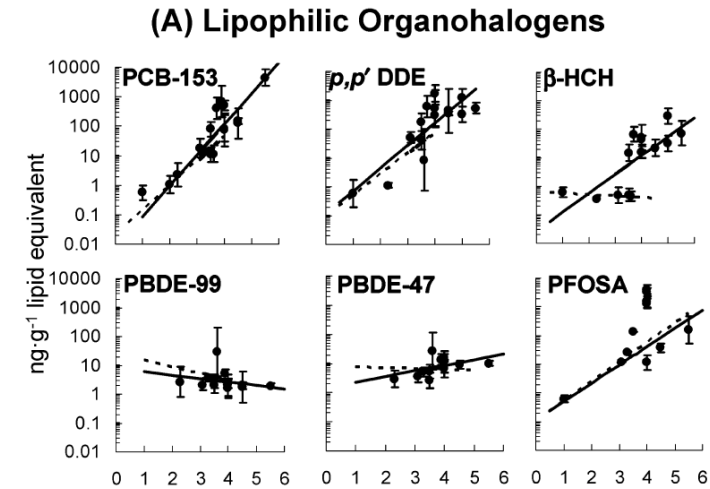 (A) Lipophilic Organohalogens
ng·g-1 lipid equivalent
10000
1000
100
10
1
0.1
0.01
PCB-153
p,p′ DDE
β-HCH
10000
1000
100
10
1
0.1
0.01
PBDE-99
PBDE-47
PFOSA
0 1 2 3 4 5 6
0 1 2 3 4 5 6
0 1 2 3 4 5 6